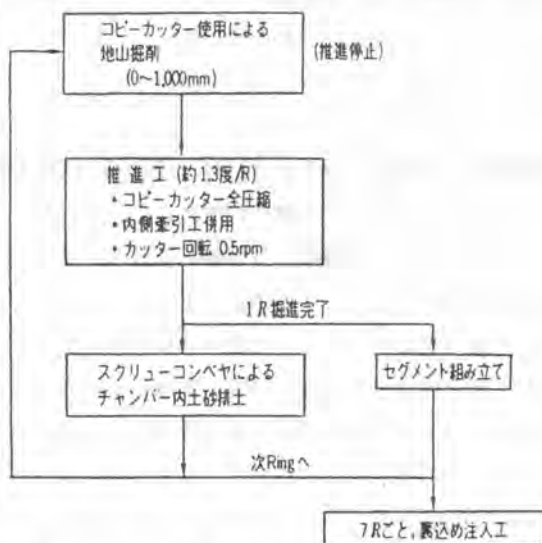 コピーカッター使用による
地山掘削
(0〜1,000mm)
(推進停止)
推進工 (約1.3度/R)
・コピーカッター全圧縮
・内側牽引工併用
・カッター回転 0.5rpm
1R掘進完了
スクリューコンベヤによる
チャンバー内土砂排土
セグメント組み立て
次Ringへ
7Rごと,裏込め注入工